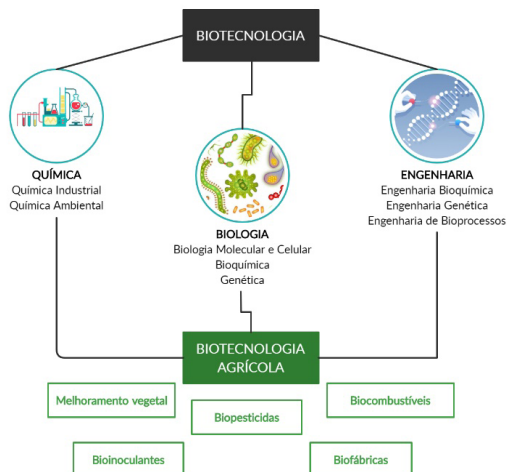 BIOTECNOLOGIA
QUÍMICA
Química Industrial
Química Ambiental
BIOLOGIA
Biologia Molecular e Celular
Bioquímica
Genética
ENGENHARIA
Engenharia Bioquímica
Engenharia Genética
Engenharia de Bioprocessos
BIOTECNOLOGIA
AGRÍCOLA
Melhoramento vegetal
Biopesticidas
Biocombustíveis
Bioinoculantes
Biofábricas